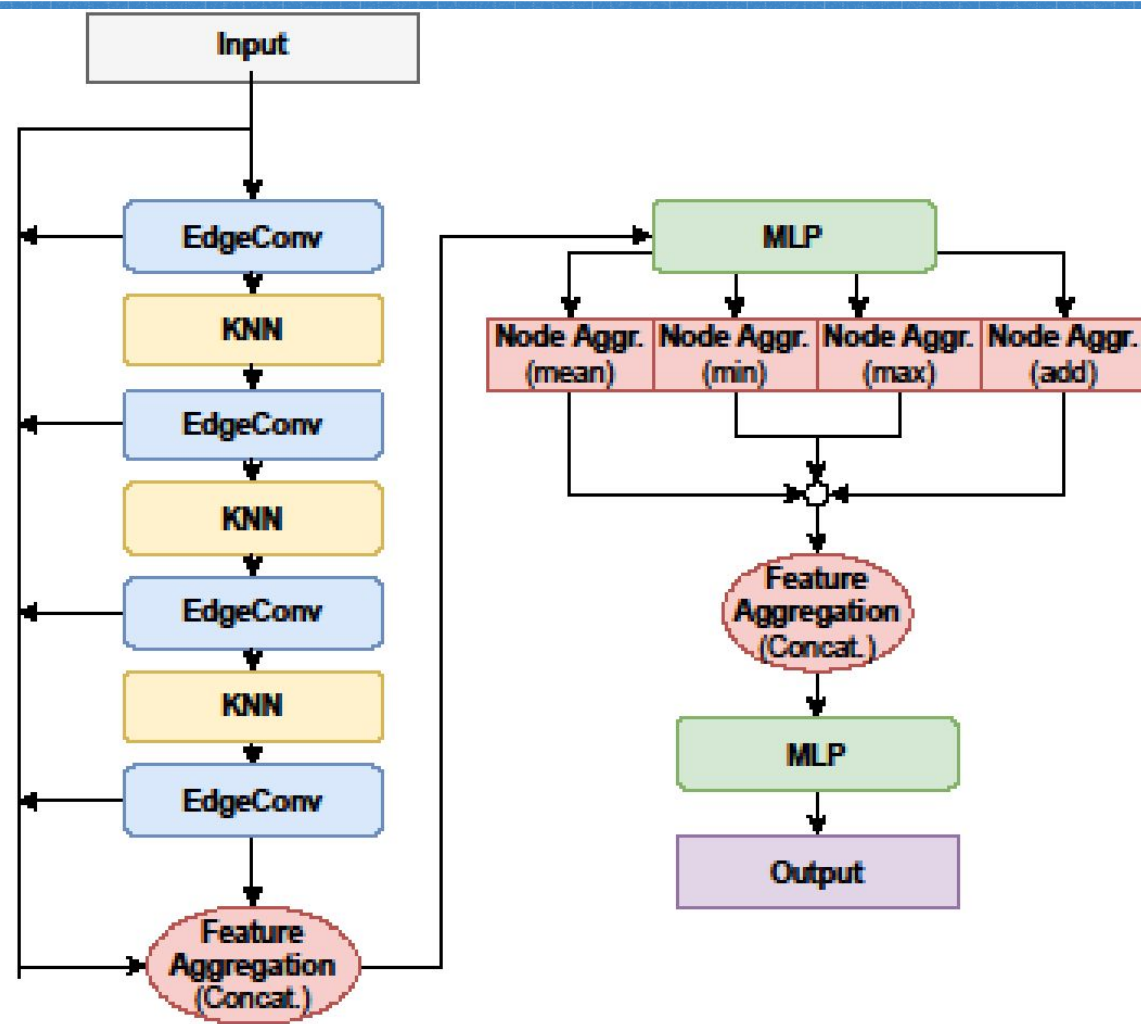 Input
EdgeConv
KNN
EdgeConv
KNN
EdgeConv
KNN
EdgeConv
Feature
Aggregation
(Concat.)
MLP
Node Aggr.
(mean)
Node Aggr.
(min)
Node Aggr.
(max)
Node Aggr.
(add)
Feature
Aggregation
(Concat.)
MLP
Output